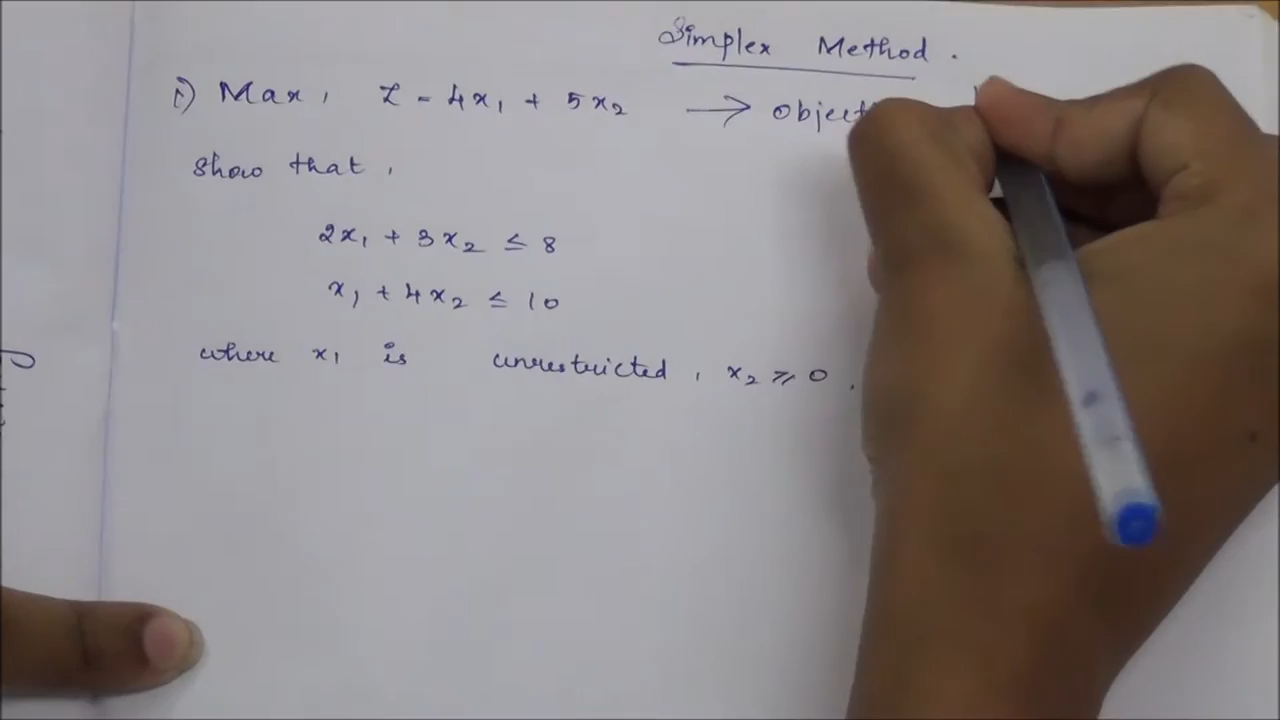 Simplex Method.
i) Max, Z = 4x₁ + 5x₂ → Object
Show that,
2x₁ + 3x₂ ≤ 8
x₁ + 4x₂ ≤ 10
where x₁ is unrestricted, x₂ ≥ 0.